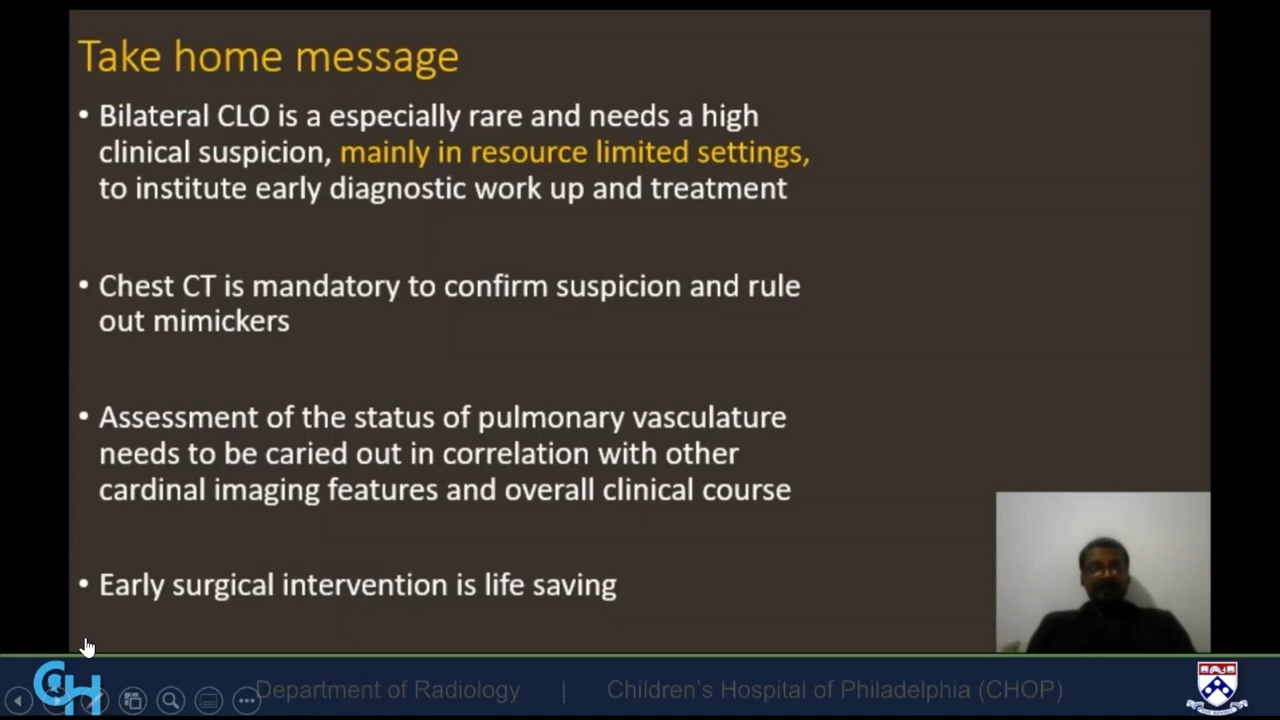 Take home message
• Bilateral CLO is a especially rare and needs a high
clinical suspicion, mainly in resource limited settings,
to institute early diagnostic work up and treatment
• Chest CT is mandatory to confirm suspicion and rule
out mimickers
• Assessment of the status of pulmonary vasculature
needs to be caried out in correlation with other
cardinal imaging features and overall clinical course
• Early surgical intervention is life saving
CH
Department of Radiology | Children's Hospital of Philadelphia (CHOP)